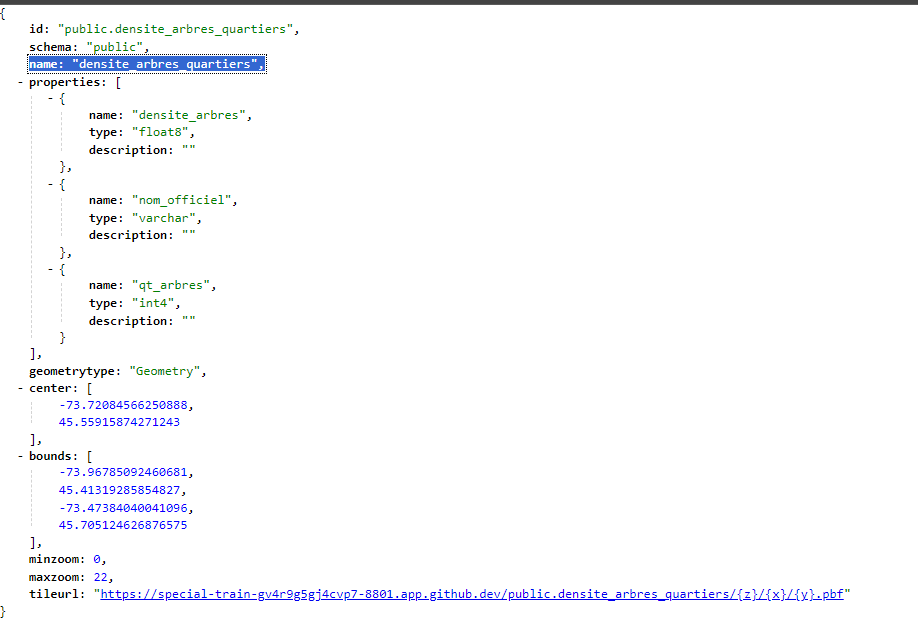 {
id: "public.densite_arbres_quartiers",
schema: "public",
name: "densite_arbres_quartiers",
- properties: [
- {
name: "densite_arbres",
type: "float8",
description: ""
},
- {
name: "nom_officiel",
type: "varchar",
description: ""
},
- {
name: "qt_arbres",
type: "int4",
description: ""
}
],
geometrytype: "Geometry",
- center: [
-73.72084566250888,
45.55915874271243
],
- bounds: [
-73.96785092460681,
45.41319285854827,
-73.47384040041096,
45.705124626876575
],
minzoom: 0,
maxzoom: 22,
tileurl: "https://special-train-gv4r9g5gj4cvp7-8801.app.github.dev/public.densite_arbres_quartiers/{z}/{x}/{y}.pbf"
}